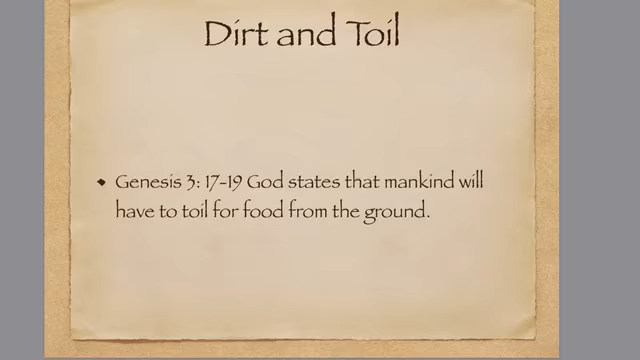 Dirt and Toil
• Genesis 3: 17-19 God states that mankind will
have to toil for food from the ground.